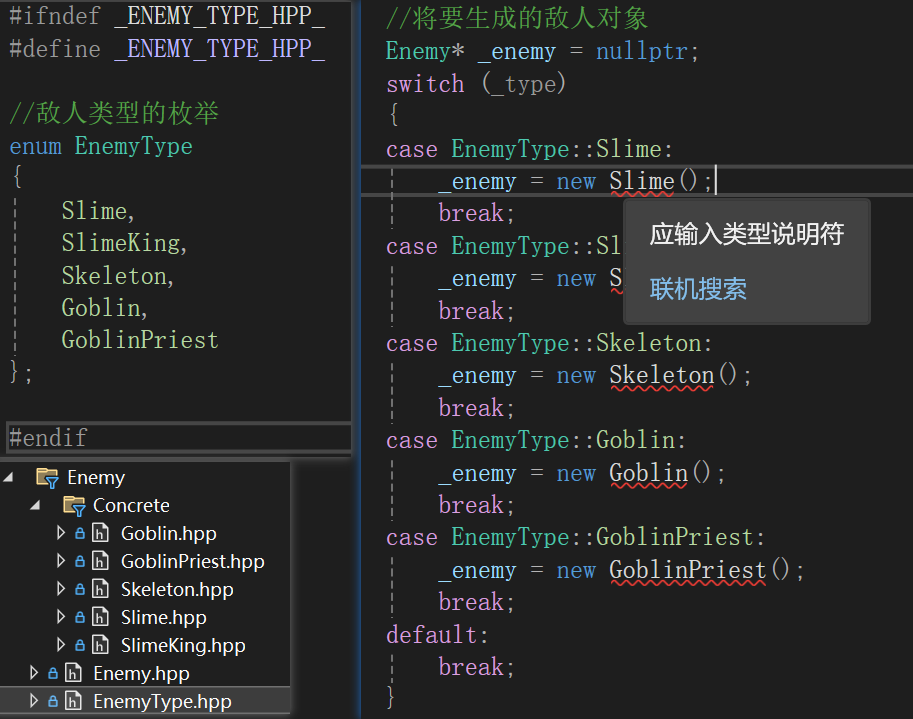 #ifndef _ENEMY_TYPE_HPP_
#define _ENEMY_TYPE_HPP_
//敌人类型的枚举
enum EnemyType
{
Slime,
SlimeKing,
Skeleton,
Goblin,
GoblinPriest
};
#endif
Enemy
Concrete
Goblin.hpp
GoblinPriest.hpp
Skeleton.hpp
Slime.hpp
SlimeKing.hpp
Enemy.hpp
EnemyType.hpp
//将要生成的敌人对象
Enemy* _enemy = nullptr;
switch (_type)
{
case EnemyType::Slime:
_enemy = new Slime();
break;
应输入类型说明符
联机搜索
case EnemyType::Sl
_enemy = new S
break;
case EnemyType::Skeleton:
_enemy = new Skeleton();
break;
case EnemyType::Goblin:
_enemy = new Goblin();
break;
case EnemyType::GoblinPriest:
_enemy = new GoblinPriest();
break;
default:
break;
}